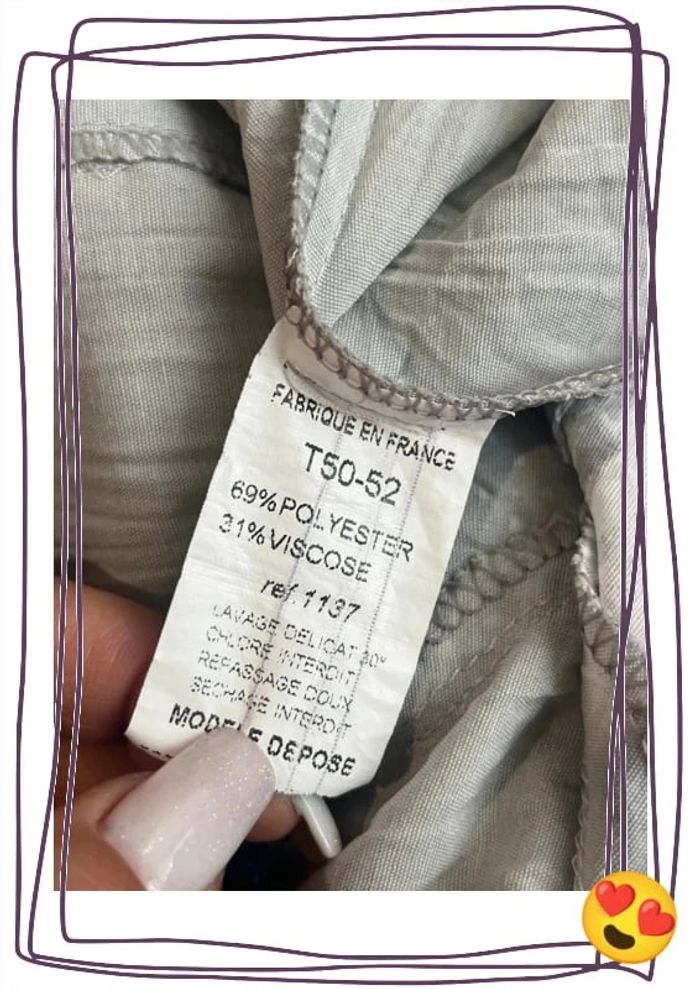 FABRIQUE EN FRANCE
T50-52
69%POLYESTER
31%VISCOSE
ref.1137
LAVAGE DELICAT 30°
CHLORE INTERDIT
REPASSAGE DOUX
SECHAGE INTERDIT
MODELE DEPOSE